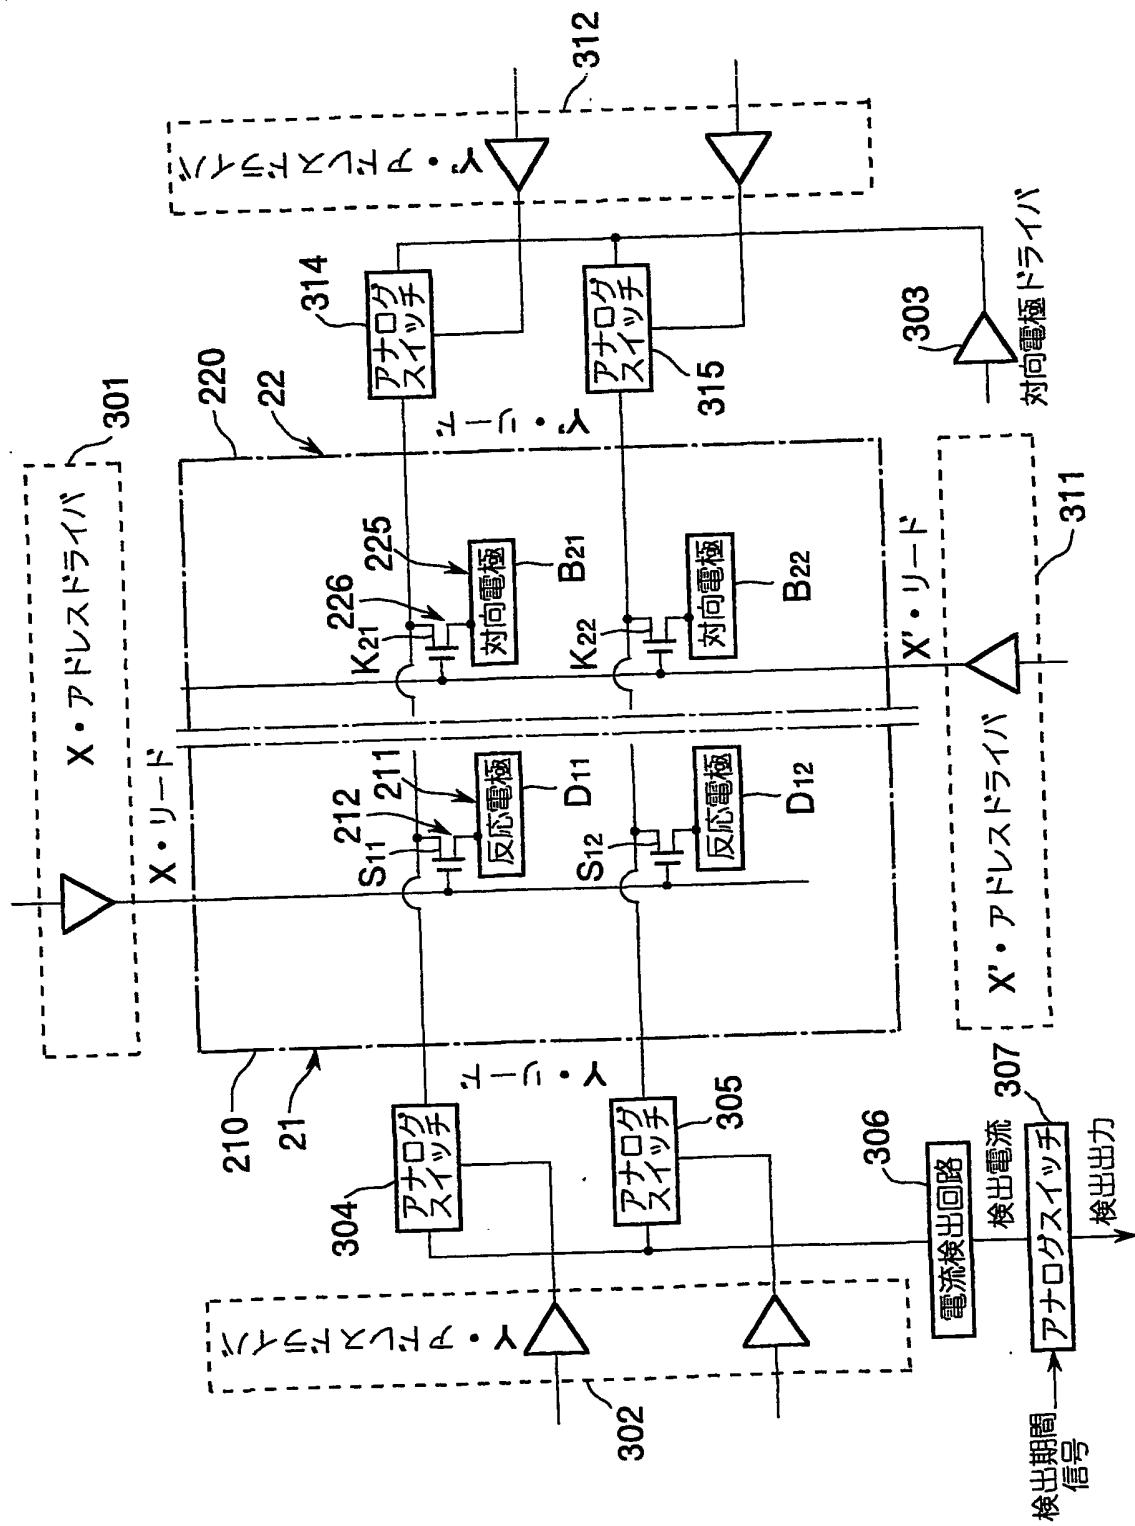 301
X・アドレスドライバ
X・リード
210
21
220
22
Y・アドレスドライバ
302
304
アナログ
スイッチ
Y・リード
305
アナログ
スイッチ
S11
212
211
反応電極
D11
S12
反応電極
D12
K21
226
225
対向電極
B21
K22
対向電極
B22
Y'・リード
314
アナログ
スイッチ
315
アナログ
スイッチ
Y'・アドレスドライバ
312
303
対向電極ドライバ
X'・リード
X'・アドレスドライバ
311
306
電流検出回路
検出電流
307
アナログスイッチ
検出期間
信号
検出出力